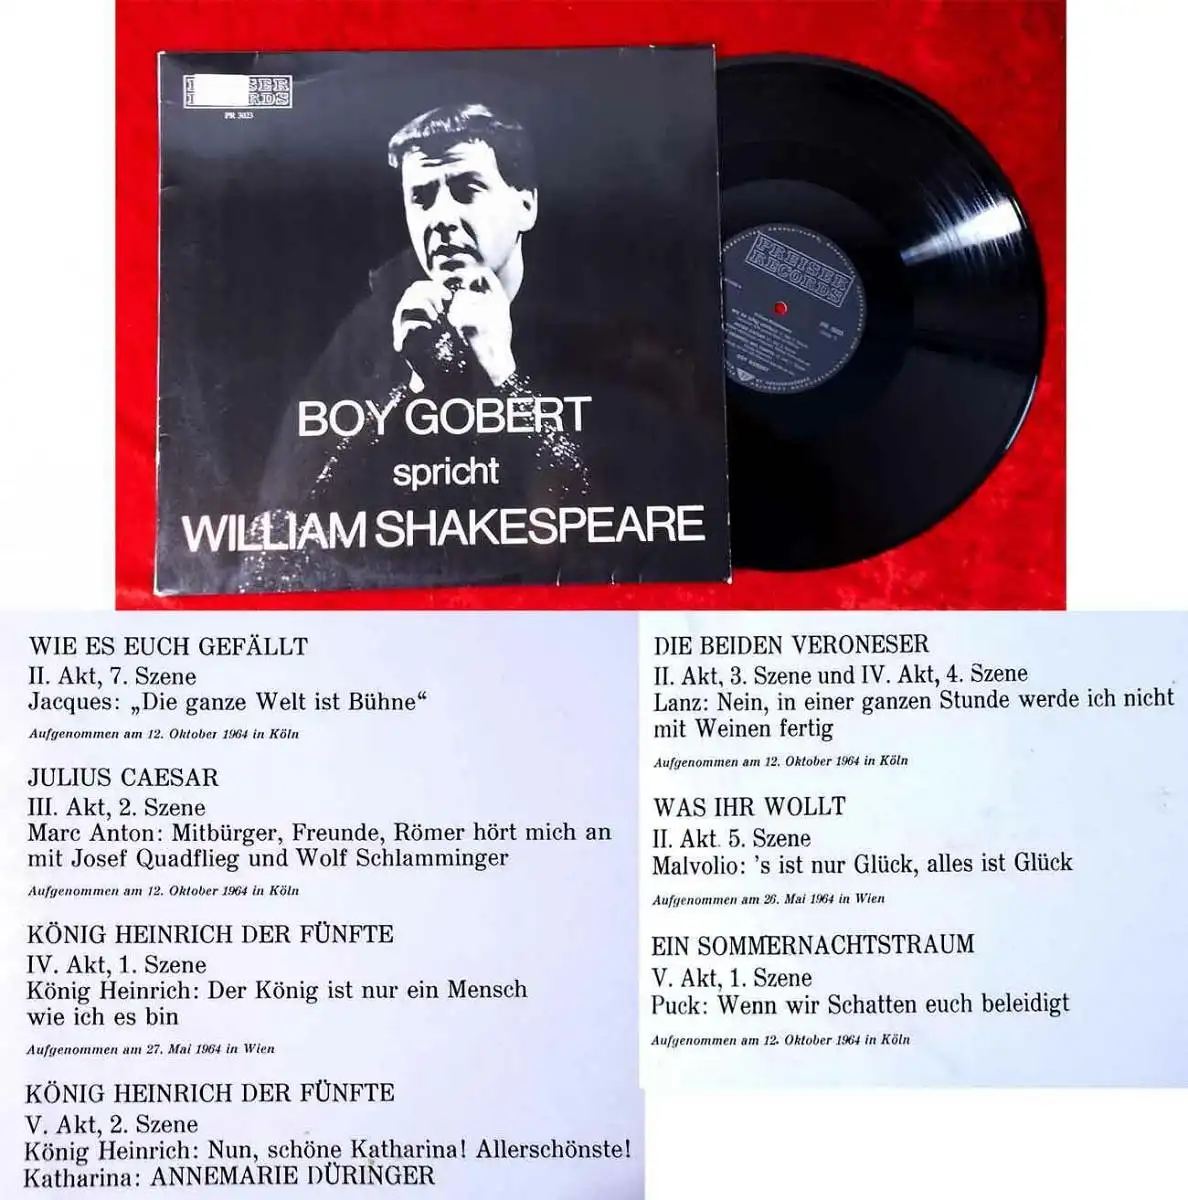 PR 3023
BOY GOBERT
spricht
WILLIAM SHAKESPEARE
PREISER
RECORDS
WIE ES EUCH GEFÄLLT
II. Akt, 7. Szene
Jacques: „Die ganze Welt ist Bühne“
Aufgenommen am 12. Oktober 1964 in Köln
JULIUS CAESAR
III. Akt, 2. Szene
Marc Anton: Mitbürger, Freunde, Römer hört mich an
mit Josef Quadflieg und Wolf Schlamminger
Aufgenommen am 12. Oktober 1964 in Köln
KÖNIG HEINRICH DER FÜNFTE
IV. Akt, 1. Szene
König Heinrich: Der König ist nur ein Mensch
wie ich es bin
Aufgenommen am 27. Mai 1964 in Wien
KÖNIG HEINRICH DER FÜNFTE
V. Akt, 2. Szene
König Heinrich: Nun, schöne Katharina! Allerschönste!
Katharina: ANNEMARIE DÜRINGER
DIE BEIDEN VERONESER
II. Akt, 3. Szene und IV. Akt, 4. Szene
Lanz: Nein, in einer ganzen Stunde werde ich nicht
mit Weinen fertig
Aufgenommen am 12. Oktober 1964 in Köln
WAS IHR WOLLT
II. Akt. 5. Szene
Malvolio: 's ist nur Glück, alles ist Glück
Aufgenommen am 26. Mai 1964 in Wien
EIN SOMMERNACHTSTRAUM
V. Akt, 1. Szene
Puck: Wenn wir Schatten euch beleidigt
Aufgenommen am 12. Oktober 1964 in Köln